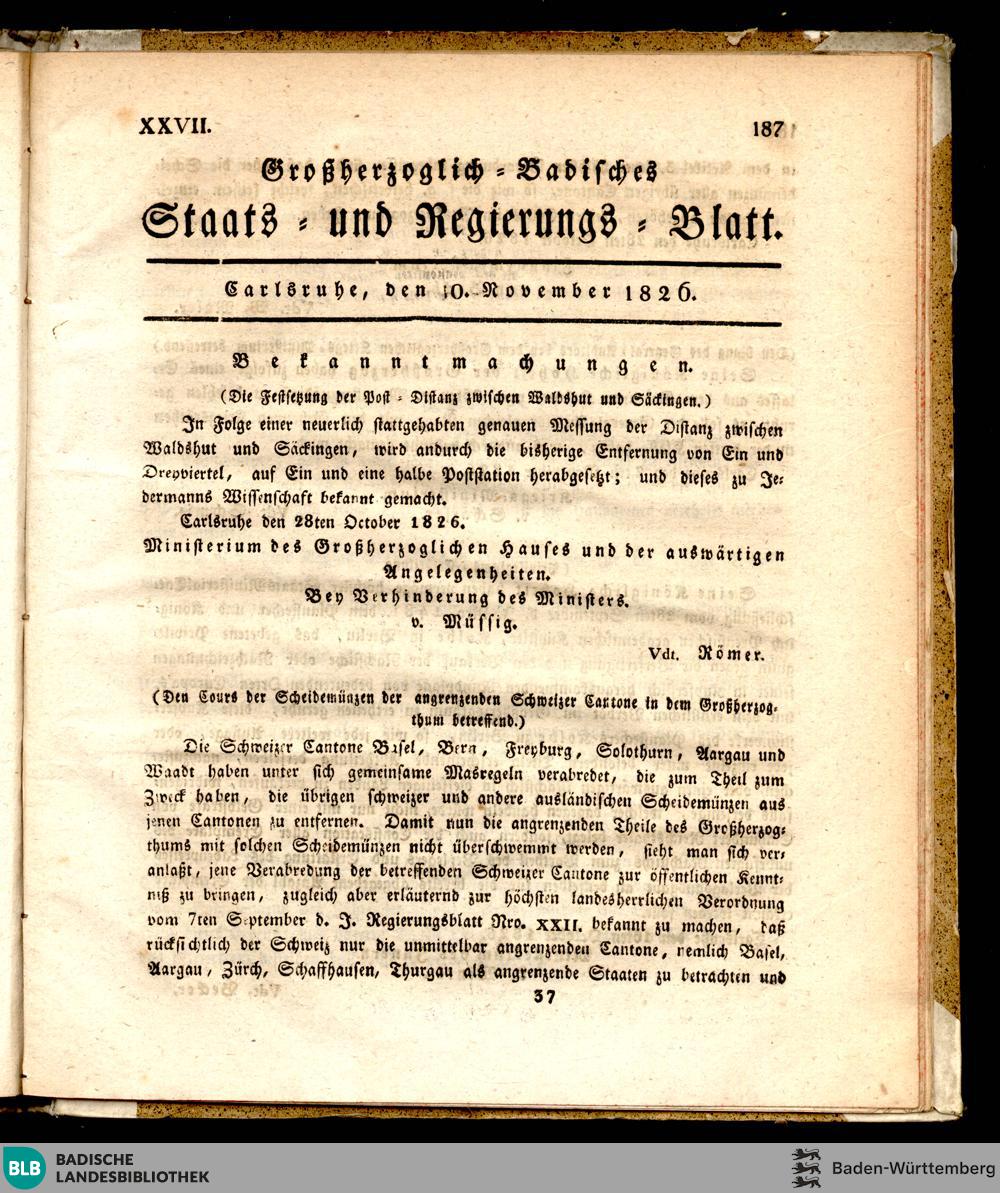 XXVII. 187
Großherzoglich-Badisches
Staats- und Regierungs-Blatt.
Carlsruhe, den 10. November 1826.
Bekanntmachungen.
(Die Festsetzung der Post-Distanz zwischen Waldshut und Säckingen.)
In Folge einer neuerlich stattgehabten genauen Messung der Distanz zwischen
Waldshut und Säckingen, wird andurch die bisherige Entfernung von Ein und
Dreyviertel, auf Ein und eine halbe Poststation herabgesetzt; und dieses zu Je-
dermanns Wissenschaft bekannt gemacht.
Carlsruhe den 28ten October 1826.
Ministerium des Großherzoglichen Hauses und der auswärtigen
Angelegenheiten.
Bey Verhinderung des Ministers.
v. Müssig.
Vdt. Römer.
(Den Cours der Scheidemünzen der angrenzenden Schweizer Cantone in dem Großherzog-
thum betreffend.)
Die Schweizer Cantone Basel, Bern, Freyburg, Solothurn, Aargau und
Waadt haben unter sich gemeinsame Masregeln verabredet, die zum Theil zum
Zweck haben, die übrigen schweizer und andere ausländischen Scheidemünzen aus
jenen Cantonen zu entfernen. Damit nun die angrenzenden Theile des Großherzog-
thums mit solchen Scheidemünzen nicht überschwemmt werden, sieht man sich ver-
anlaßt, jene Verabredung der betreffenden Schweizer Cantone zur öffentlichen Kennt-
niß zu bringen, zugleich aber erläuternd zur höchsten landesherrlichen Verordnung
vom 7ten September d. J. Regierungsblatt Nro. XXII. bekannt zu machen, daß
rücksichtlich der Schweiz nur die unmittelbar angrenzenden Cantone, nemlich Basel,
Aargau, Zürch, Schaffhausen, Thurgau als angrenzende Staaten zu betrachten und
37
BLB BADISCHE
LANDESBIBLIOTHEK
Baden-Württemberg